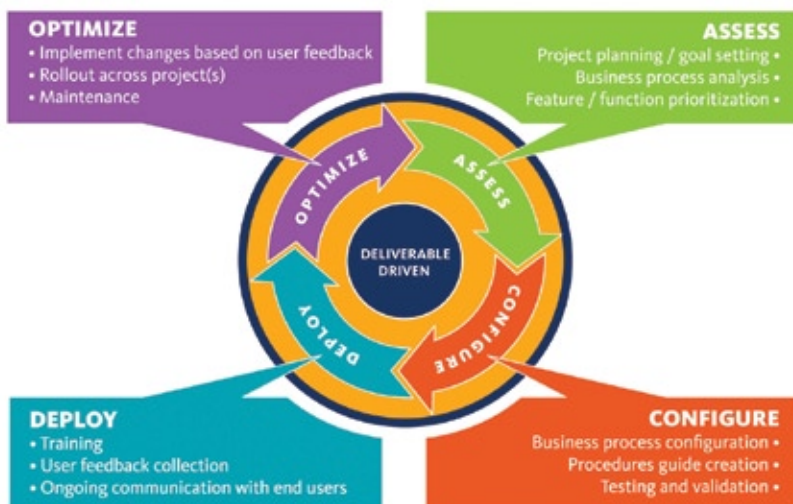 OPTIMIZE
• Implement changes based on user feedback
• Rollout across project(s)
• Maintenance
ASSESS
Project planning / goal setting •
Business process analysis •
Feature / function prioritization •
OPTIMIZE
ASSESS
DELIVERABLE
DRIVEN
DEPLOY
CONFIGURE
DEPLOY
• Training
• User feedback collection
• Ongoing communication with end users
CONFIGURE
Business process configuration •
Procedures guide creation •
Testing and validation •